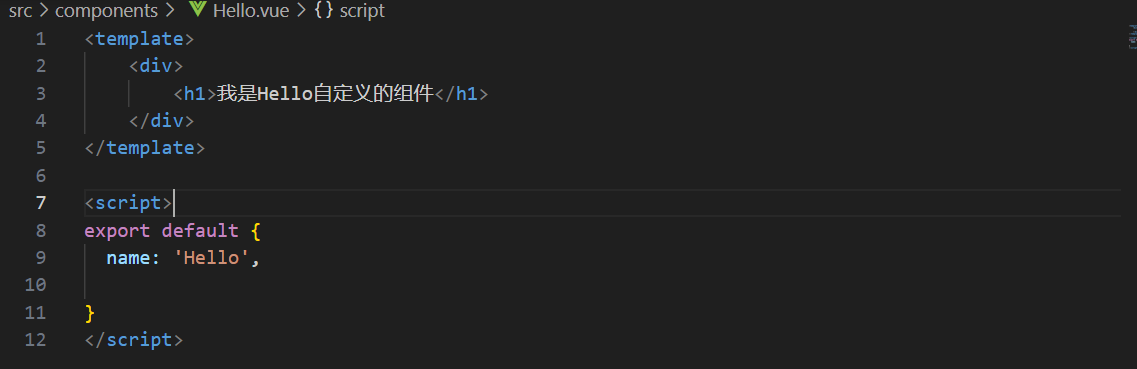 src > components > Hello.vue > {} script
1 <template>
2     <div>
3         <h1>我是Hello自定义的组件</h1>
4     </div>
5 </template>
6
7 <script>
8 export default {
9   name: 'Hello',
10
11 }
12 </script>